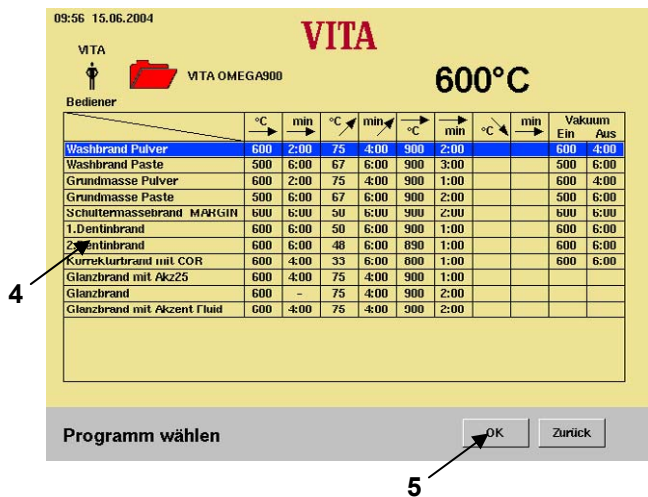 09:56 15.06.2004
VITA
VITA
VITA OMEGA900
600°C
Bediener
°C min °C min °C min °C min Vakuum
Ein Aus
Washbrand Pulver 600 2:00 75 4:00 900 2:00 600 4:00
Washbrand Paste 500 6:00 67 6:00 900 3:00 500 6:00
Grundmasse Pulver 600 2:00 75 4:00 900 1:00 600 4:00
Grundmasse Paste 500 6:00 67 6:00 900 2:00 500 6:00
Schultermassebrand MARGIN 600 6:00 50 6:00 900 2:00 600 6:00
1.Dentinbrand 600 6:00 50 6:00 900 1:00 600 6:00
2.Dentinbrand 600 6:00 48 6:00 890 1:00 600 6:00
Korrekturbrand mit COR 600 4:00 33 6:00 800 1:00 600 6:00
Glanzbrand mit Akz25 600 4:00 75 4:00 900 1:00
4
Glanzbrand 600 - 75 4:00 900 2:00
Glanzbrand mit Akzent Fluid 600 4:00 75 4:00 900 2:00
Programm wählen OK Zurück
5